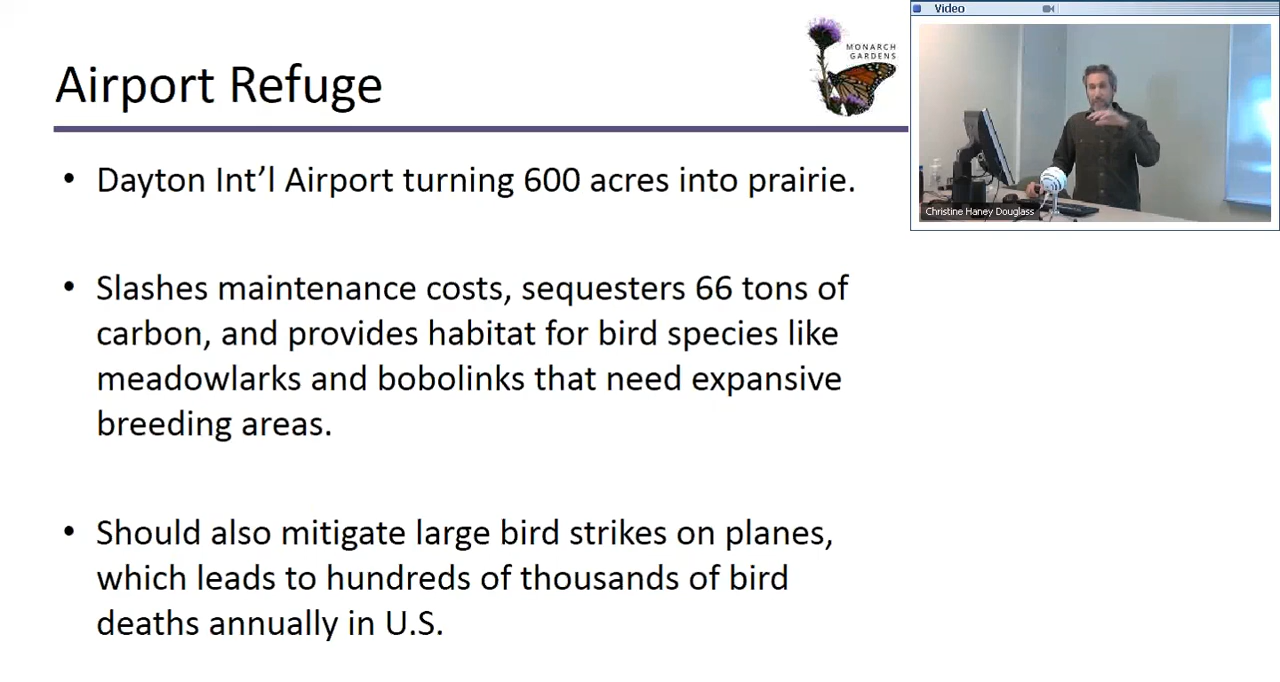 Video
MONARCH
GARDENS
Airport Refuge
Christine Haney Douglass
• Dayton Int’l Airport turning 600 acres into prairie.
• Slashes maintenance costs, sequesters 66 tons of
carbon, and provides habitat for bird species like
meadowlarks and bobolinks that need expansive
breeding areas.
• Should also mitigate large bird strikes on planes,
which leads to hundreds of thousands of bird
deaths annually in U.S.